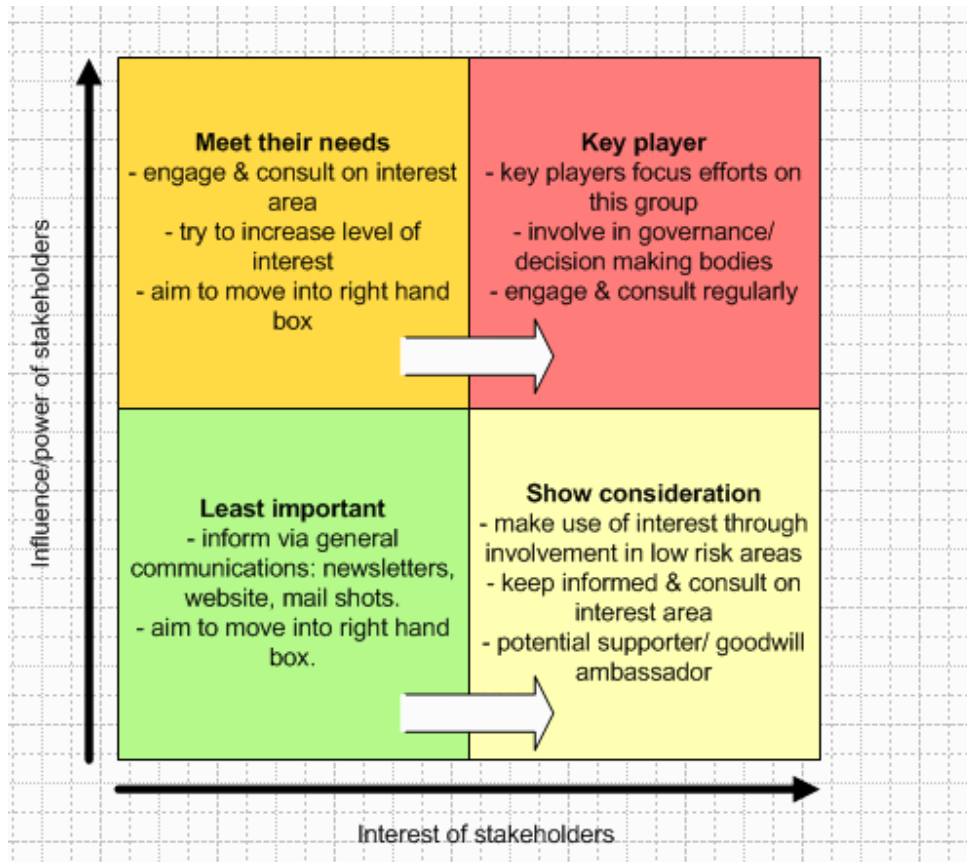 Influence/power of stakeholders
Meet their needs
- engage & consult on interest
area
- try to increase level of
interest
- aim to move into right hand
box
Key player
- key players focus efforts on
this group
- involve in governance/
decision making bodies
- engage & consult regularly
Least important
- inform via general
communications: newsletters,
website, mail shots.
- aim to move into right hand
box.
Show consideration
- make use of interest through
involvement in low risk areas
- keep informed & consult on
interest area
- potential supporter/ goodwill
ambassador
Interest of stakeholders